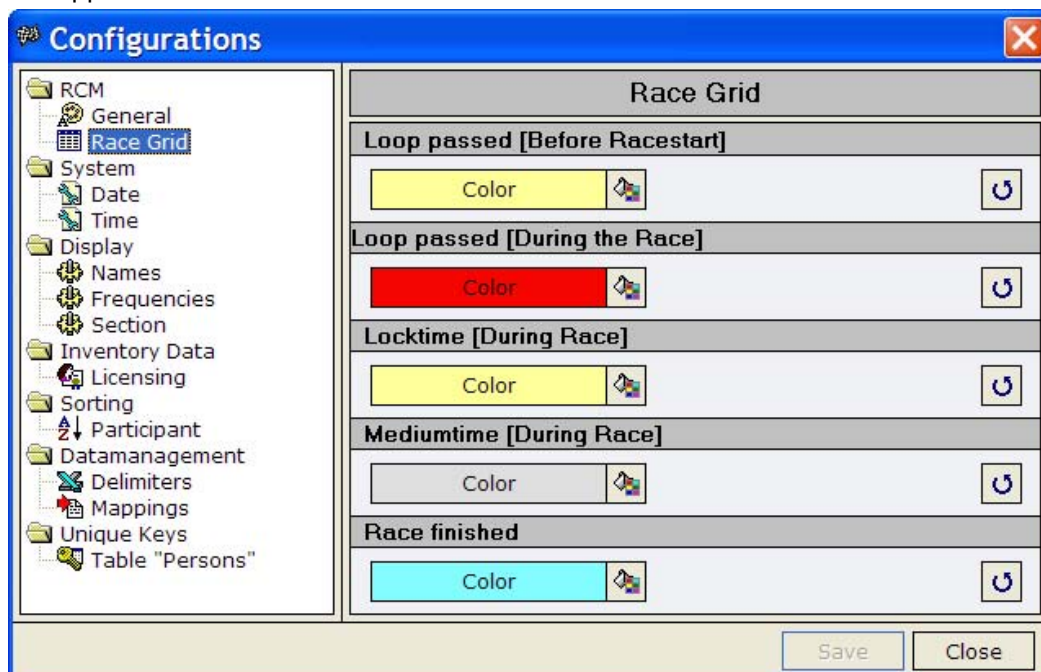 Configurations
RCM
General
Race Grid
System
Date
Time
Display
Names
Frequencies
Section
Inventory Data
Licensing
Sorting
Participant
Datamanagement
Delimiters
Mappings
Unique Keys
Table "Persons"
Race Grid
Loop passed [Before Racestart]
Color
Loop passed [During the Race]
Color
Locktime [During Race]
Color
Mediumtime [During Race]
Color
Race finished
Color
Save
Close